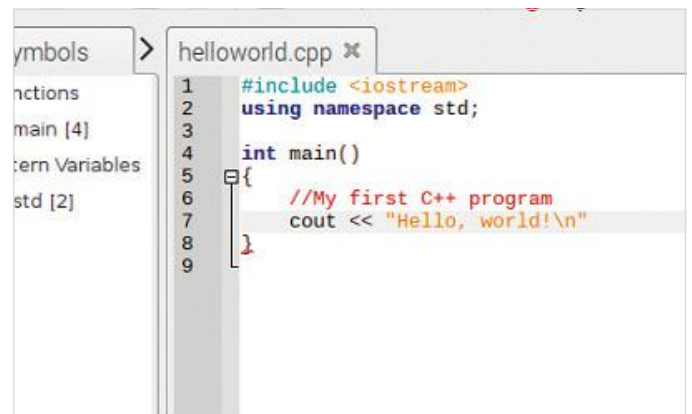 ymbols
helloworld.cpp ×
nctions
main [4]
tern Variables
std [2]
1 #include <iostream>
2 using namespace std;
3
4 int main()
5 {
6     //My first C++ program
7     cout << "Hello, world!\n"
8 }
9